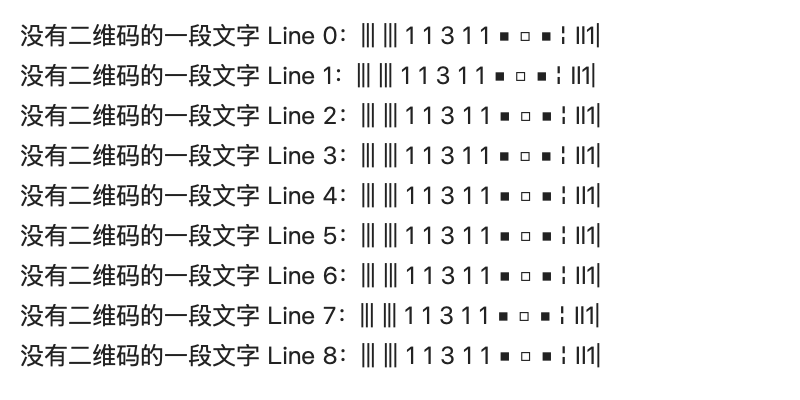 没有二维码的一段文字 Line 0：||| ||| 1 1 3 1 1 ▪ ▫ ▪ ¦ Il1|
没有二维码的一段文字 Line 1：||| ||| 1 1 3 1 1 ▪ ▫ ▪ ¦ Il1|
没有二维码的一段文字 Line 2：||| ||| 1 1 3 1 1 ▪ ▫ ▪ ¦ Il1|
没有二维码的一段文字 Line 3：||| ||| 1 1 3 1 1 ▪ ▫ ▪ ¦ Il1|
没有二维码的一段文字 Line 4：||| ||| 1 1 3 1 1 ▪ ▫ ▪ ¦ Il1|
没有二维码的一段文字 Line 5：||| ||| 1 1 3 1 1 ▪ ▫ ▪ ¦ Il1|
没有二维码的一段文字 Line 6：||| ||| 1 1 3 1 1 ▪ ▫ ▪ ¦ Il1|
没有二维码的一段文字 Line 7：||| ||| 1 1 3 1 1 ▪ ▫ ▪ ¦ Il1|
没有二维码的一段文字 Line 8：||| ||| 1 1 3 1 1 ▪ ▫ ▪ ¦ Il1|